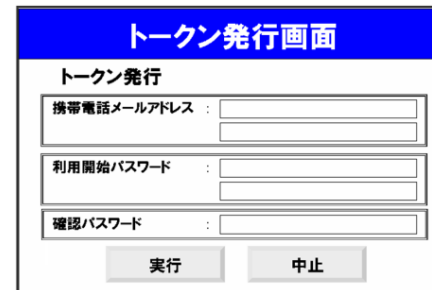 トークン発行画面
トークン発行
携帯電話メールアドレス :
利用開始パスワード :
確認パスワード :
実行 中止